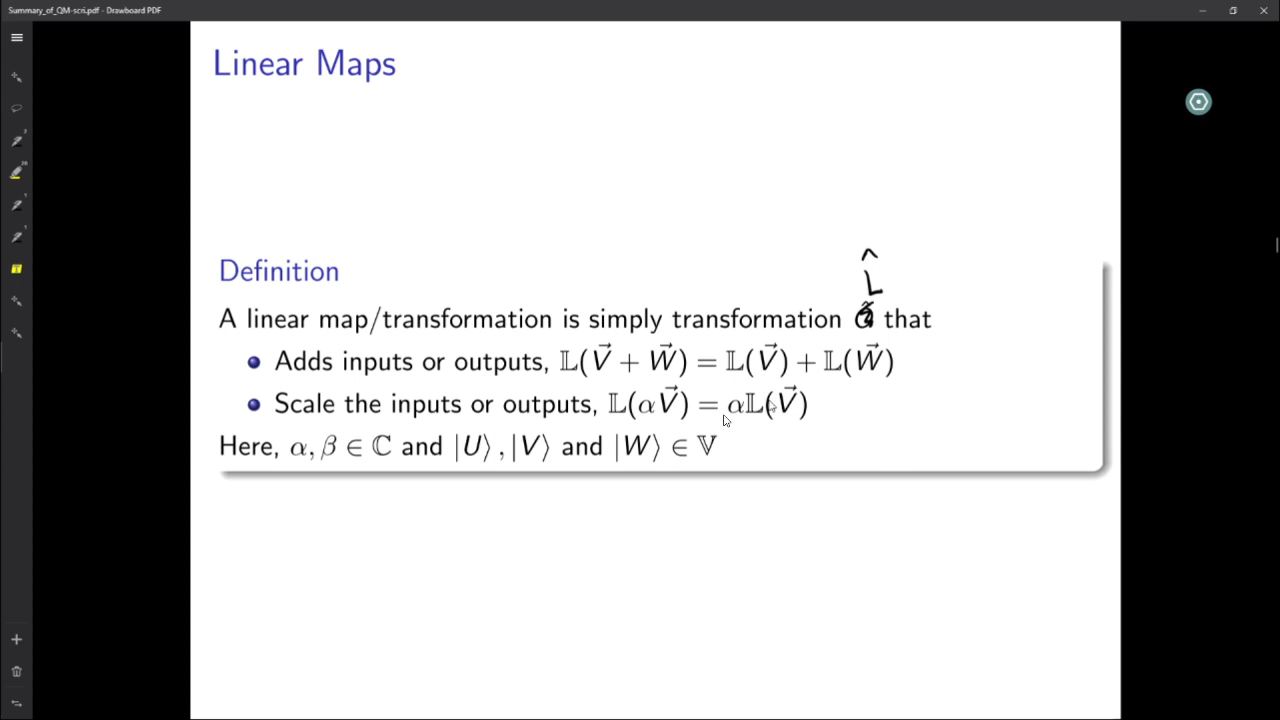 Summary_of_QM-scri.pdf - Drawboard PDF
Linear Maps
Definition
L̂
A linear map/transformation is simply transformation that
Adds inputs or outputs, 𝕃(V⃗ + W⃗) = 𝕃(V⃗) + 𝕃(W⃗)
Scale the inputs or outputs, 𝕃(αV⃗) = α𝕃(V⃗)
Here, α, β ∈ ℂ and |U⟩, |V⟩ and |W⟩ ∈ 𝕍